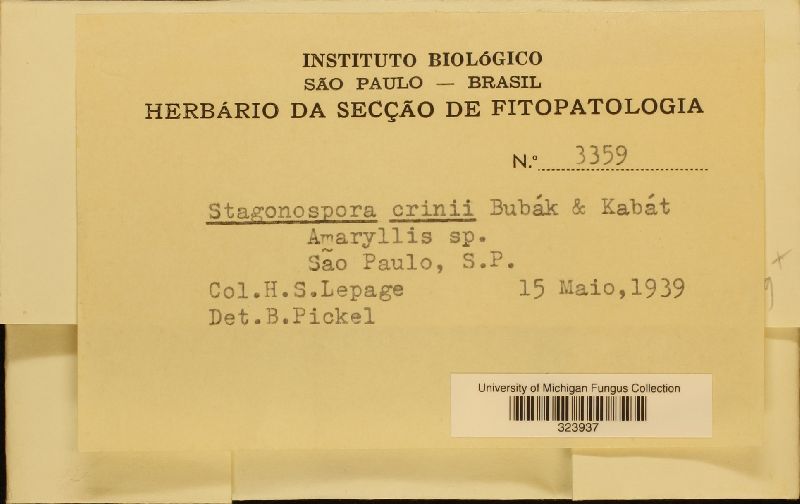 INSTITUTO BIOLÓGICO
SÃO PAULO — BRASIL
HERBÁRIO DA SECÇÃO DE FITOPATOLOGIA
N.º 3359
Stagonospora crinii Bubák & Kabát
Amaryllis sp.
São Paulo, S.P.
Col.H.S.Lepage 15 Maio,1939
Det.B.Pickel
University of Michigan Fungus Collection
323937